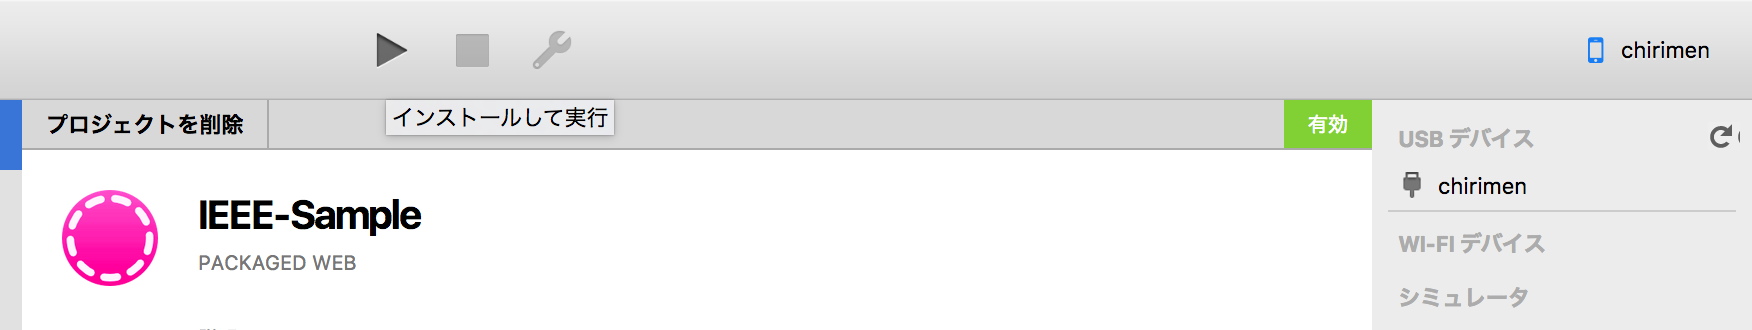 chirimen
プロジェクトを削除
インストールして実行
有効
IEEE-Sample
PACKAGED WEB
USB デバイス
chirimen
WI-FI デバイス
シミュレータ